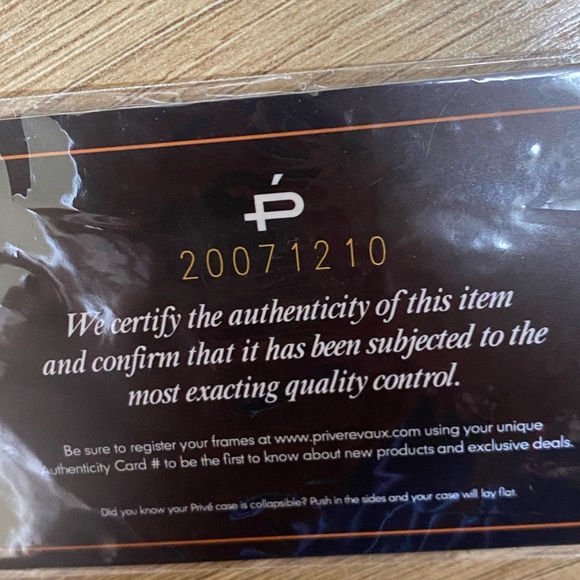 Ṕ
20071210
We certify the authenticity of this item
and confirm that it has been subjected to the
most exacting quality control.
Be sure to register your frames at www.priverevaux.com using your unique
Authenticity Card # to be the first to know about new products and exclusive deals.
Did you know your Privé case is collapsible? Push in the sides and your case will lay flat.